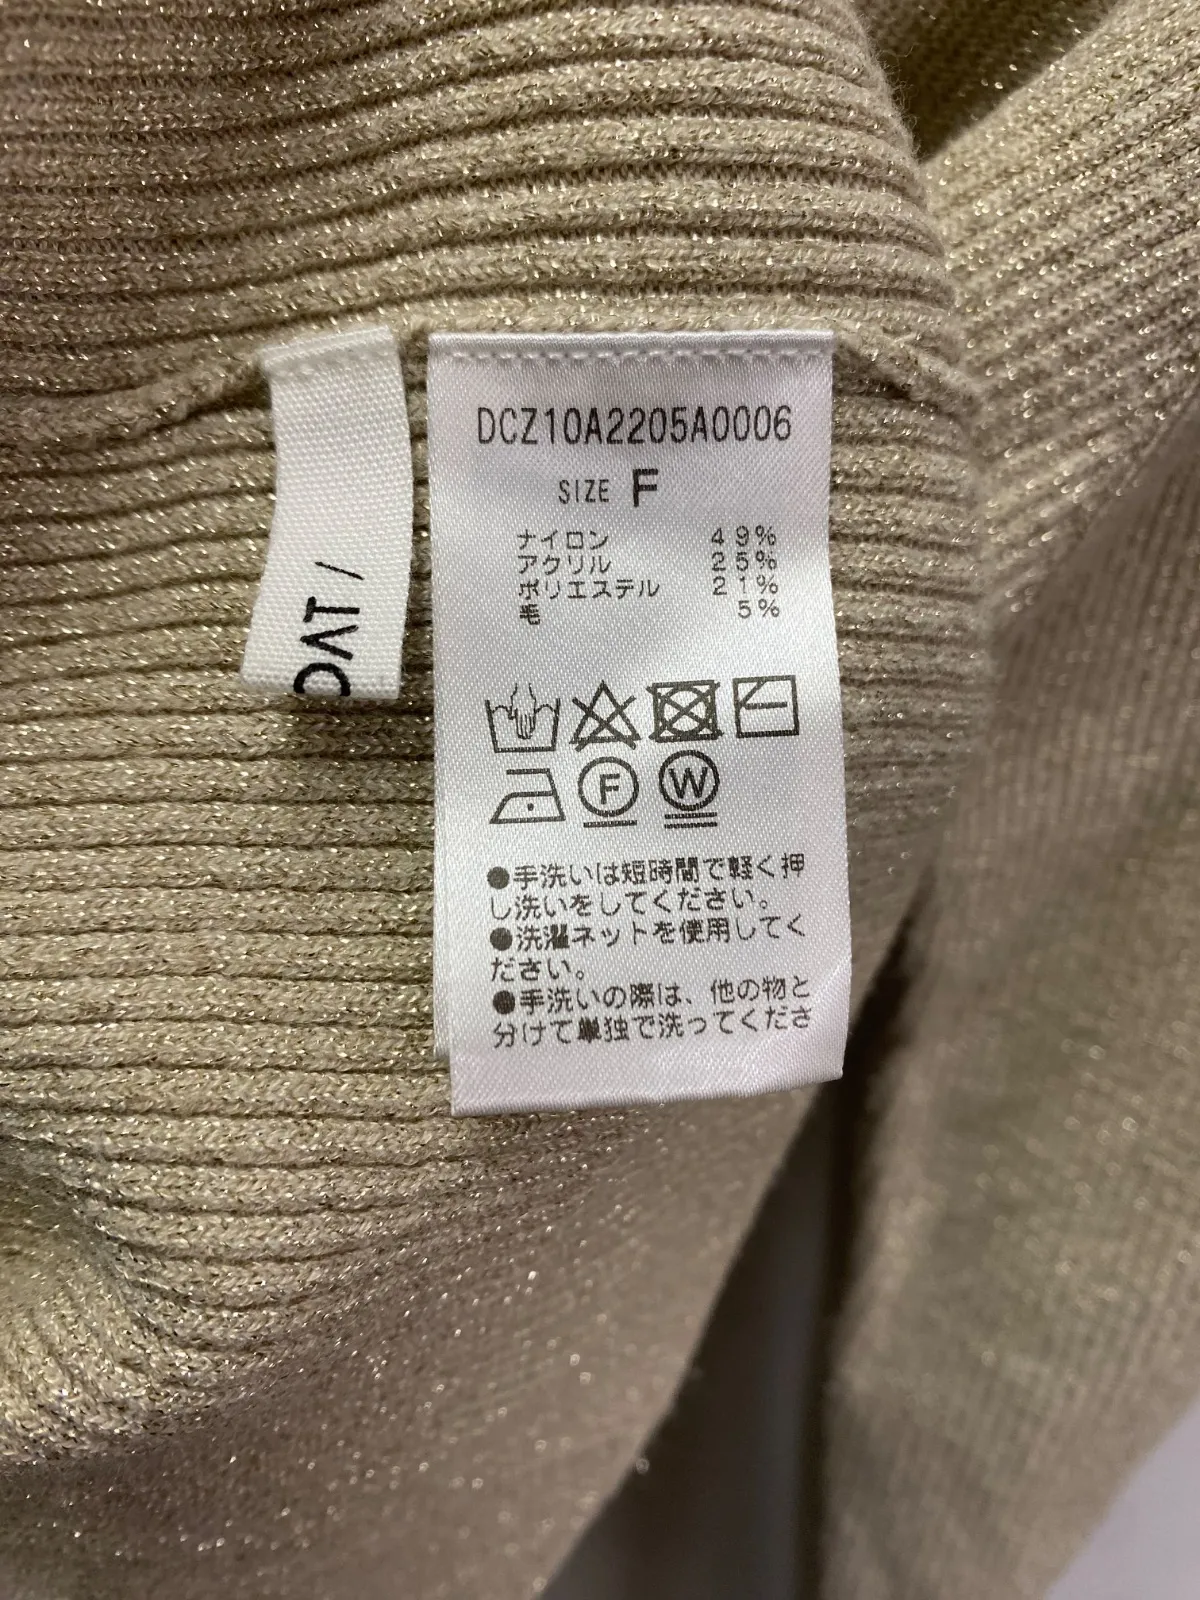 DCZ10A2205A0006
SIZE F
ナイロン 49%
アクリル 25%
ポリエステル 21%
毛 5%
F W
●手洗いは短時間で軽く押
し洗いをしてください。
●洗濯ネットを使用してく
ださい。
●手洗いの際は、他の物と
分けて単独で洗ってくださ